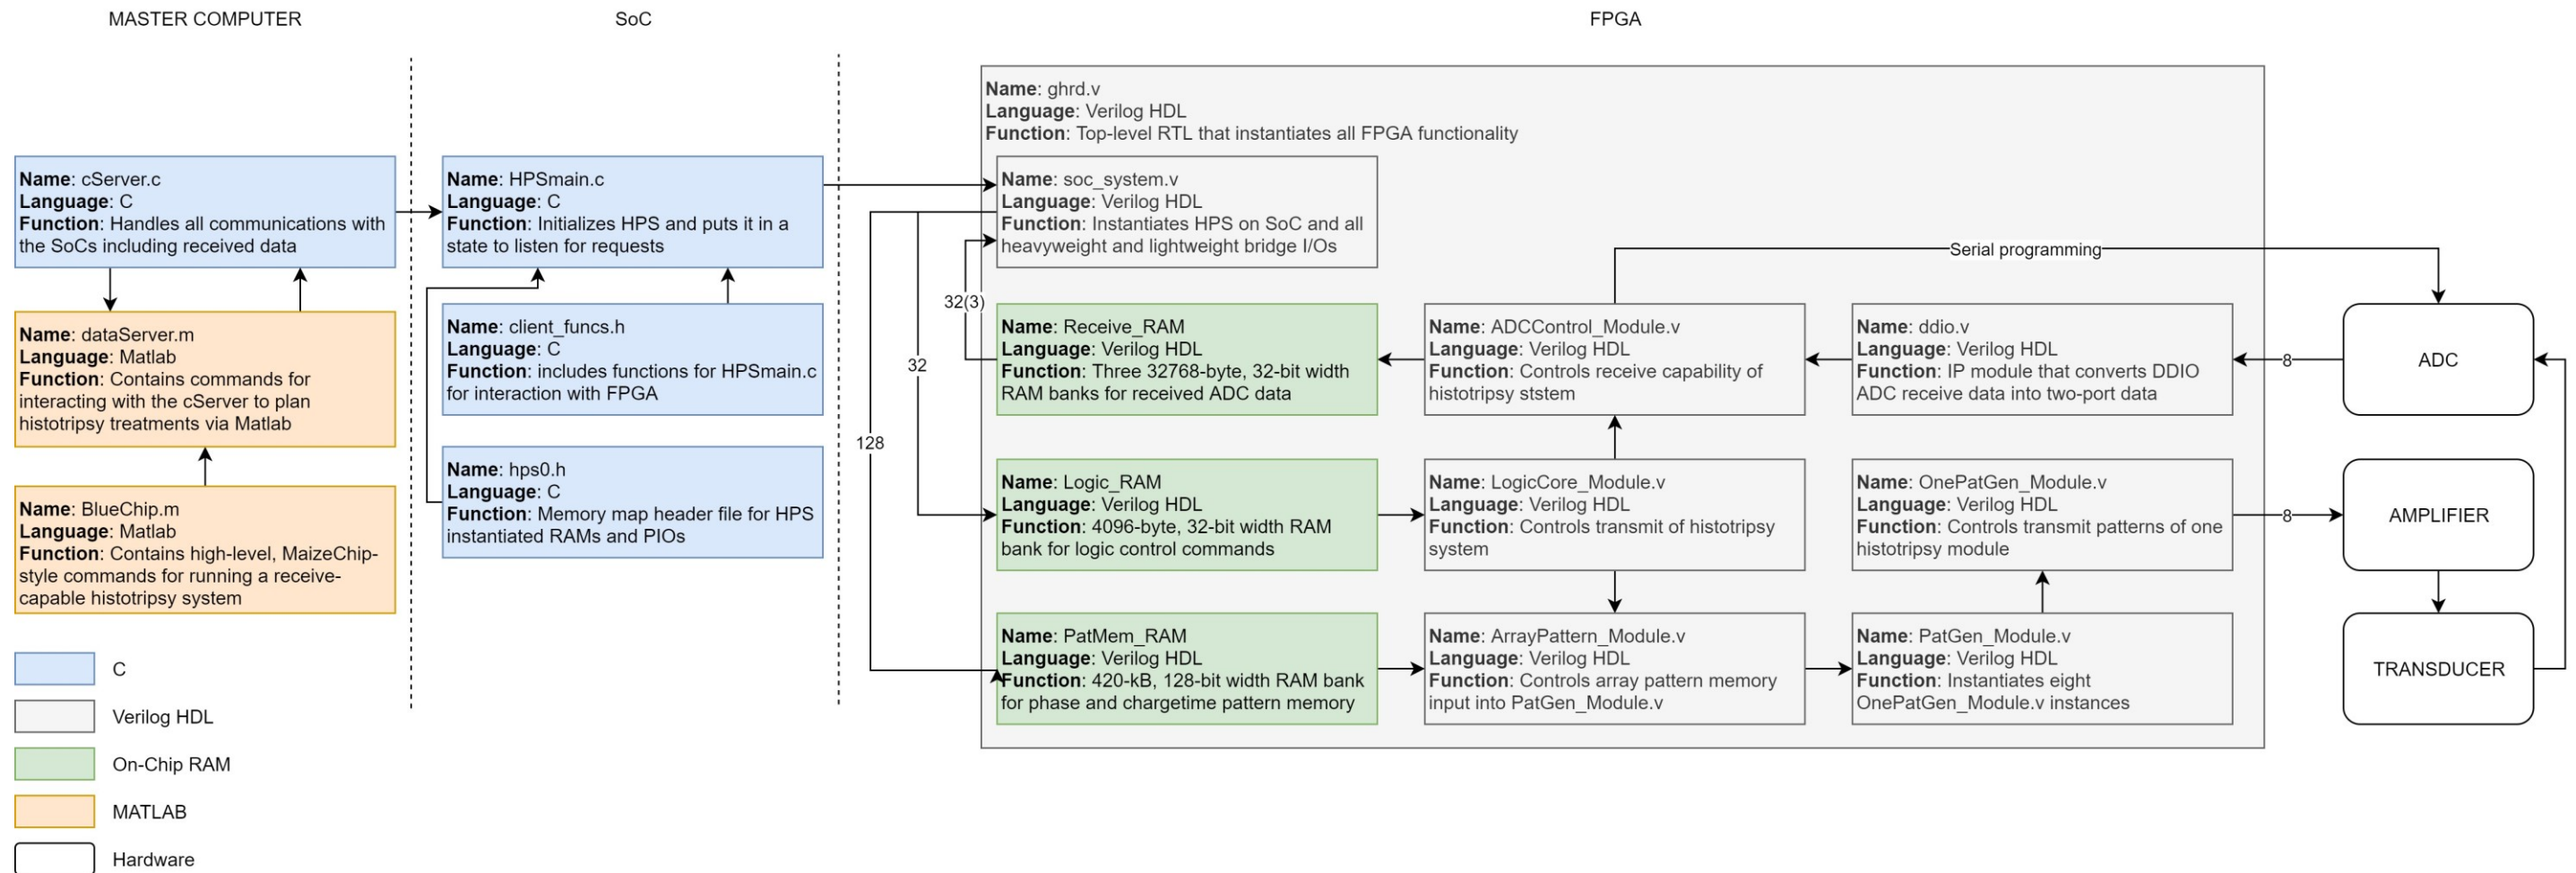 MASTER COMPUTER
SoC
FPGA
Name: cServer.c
Language: C
Function: Handles all communications with
the SoCs including received data
Name: dataServer.m
Language: Matlab
Function: Contains commands for
interacting with the cServer to plan
histotripsy treatments via Matlab
Name: BlueChip.m
Language: Matlab
Function: Contains high-level, MaizeChip-
style commands for running a receive-
capable histotripsy system
Name: HPSmain.c
Language: C
Function: Initializes HPS and puts it in a
state to listen for requests
Name: client_funcs.h
Language: C
Function: includes functions for HPSmain.c
for interaction with FPGA
Name: hps0.h
Language: C
Function: Memory map header file for HPS
instantiated RAMs and PIOs
Name: ghrd.v
Language: Verilog HDL
Function: Top-level RTL that instantiates all FPGA functionality
Name: soc_system.v
Language: Verilog HDL
Function: Instantiates HPS on SoC and all
heavyweight and lightweight bridge I/Os
Serial programming
32(3)
32
128
Name: Receive_RAM
Language: Verilog HDL
Function: Three 32768-byte, 32-bit width
RAM banks for received ADC data
Name: ADCControl_Module.v
Language: Verilog HDL
Function: Controls receive capability of
histotripsy ststem
Name: ddio.v
Language: Verilog HDL
Function: IP module that converts DDIO
ADC receive data into two-port data
8
ADC
Name: Logic_RAM
Language: Verilog HDL
Function: 4096-byte, 32-bit width RAM
bank for logic control commands
Name: LogicCore_Module.v
Language: Verilog HDL
Function: Controls transmit of histotripsy
system
Name: OnePatGen_Module.v
Language: Verilog HDL
Function: Controls transmit patterns of one
histotripsy module
8
AMPLIFIER
Name: PatMem_RAM
Language: Verilog HDL
Function: 420-kB, 128-bit width RAM bank
for phase and chargetime pattern memory
Name: ArrayPattern_Module.v
Language: Verilog HDL
Function: Controls array pattern memory
input into PatGen_Module.v
Name: PatGen_Module.v
Language: Verilog HDL
Function: Instantiates eight
OnePatGen_Module.v instances
TRANSDUCER
C
Verilog HDL
On-Chip RAM
MATLAB
Hardware